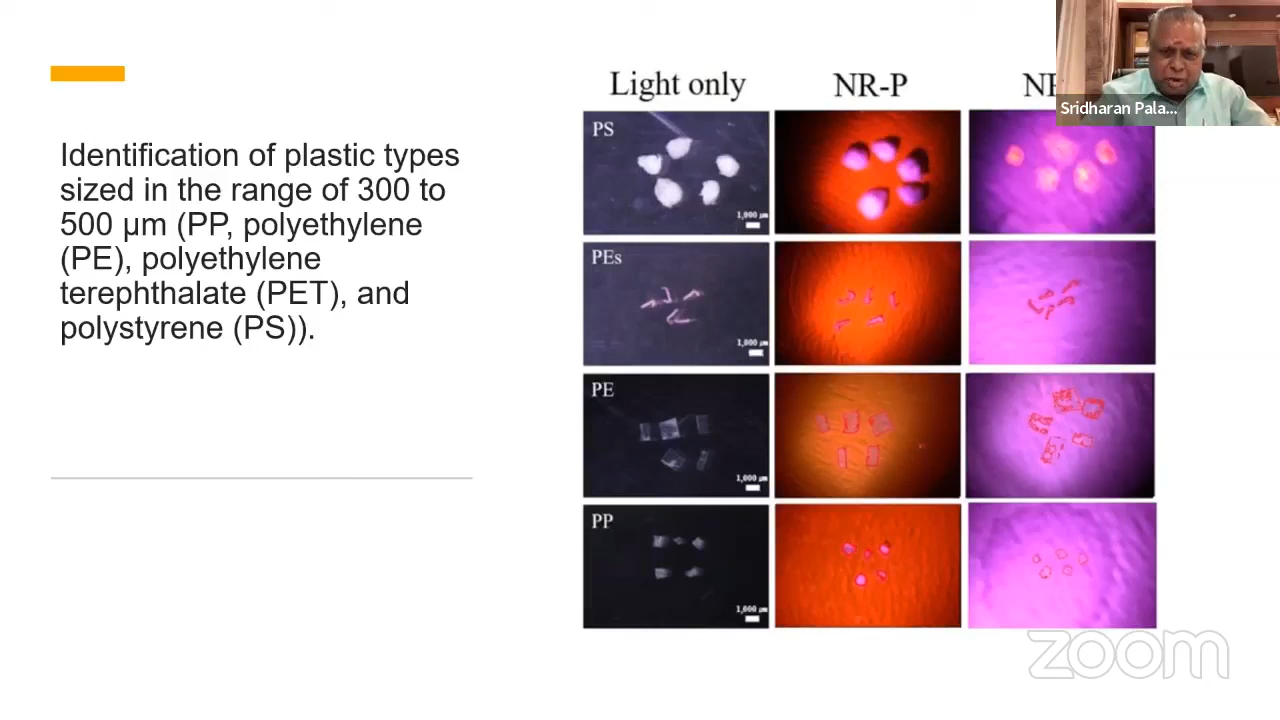 Identification of plastic types
sized in the range of 300 to
500 μm (PP, polyethylene
(PE), polyethylene
terephthalate (PET), and
polystyrene (PS)).
Light only
NR-P
Sridharan Pala...
PS
1,000 μm
PEs
1,000 μm
PE
1,000 μm
PP
1,000 μm
zoom